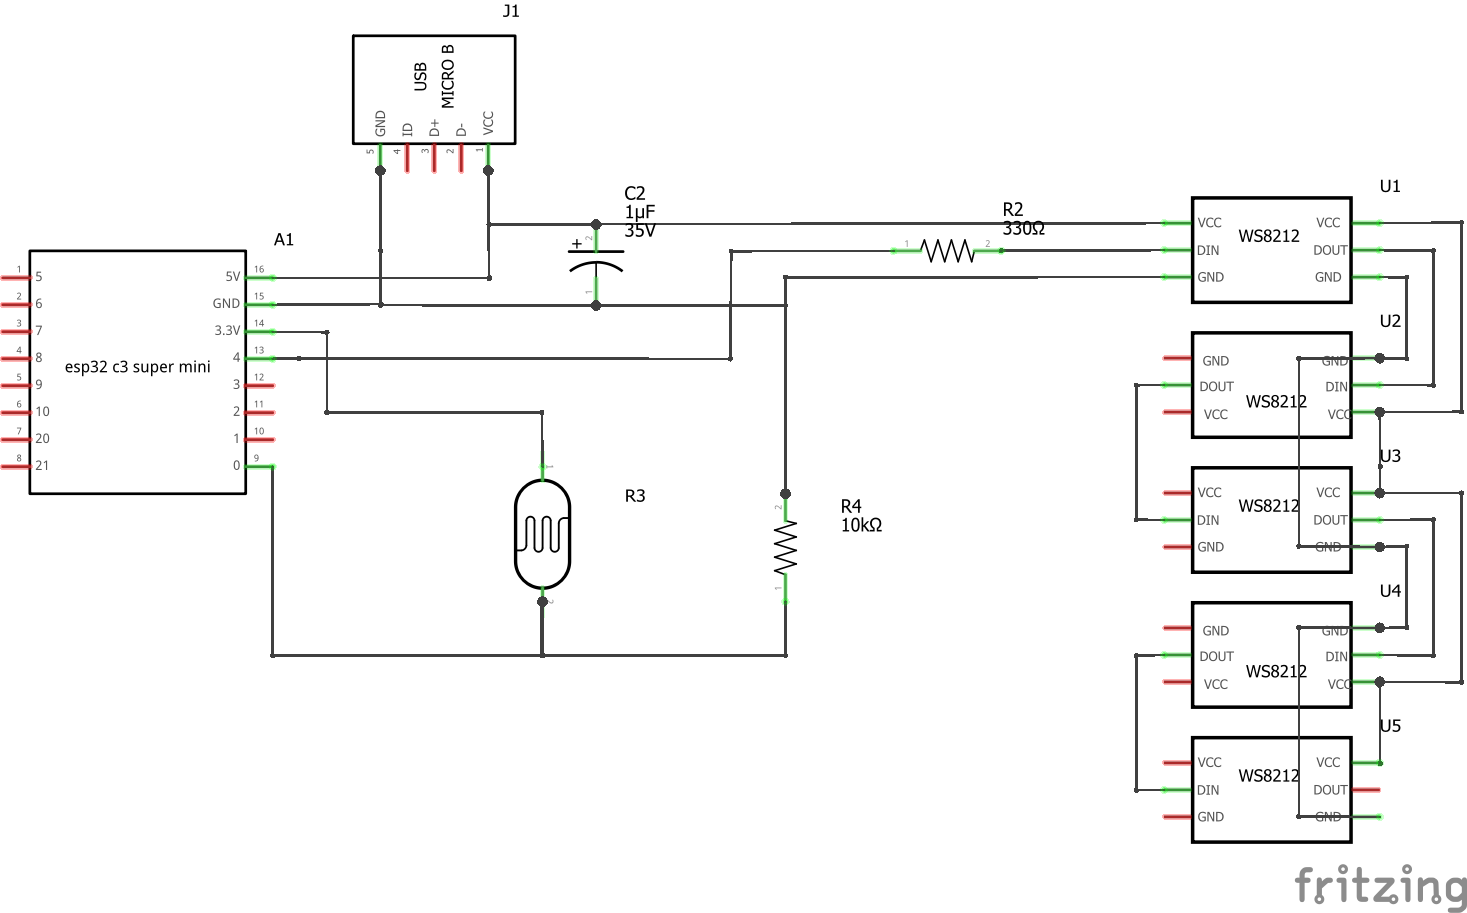 J1
USB
MICRO B
GND
ID
D+
D-
VCC
5
4
3
2
1
C2
1µF
35V
+
2
1
R2
330Ω
1
2
A1
esp32 c3 super mini
1
5
2
6
3
7
4
8
5
9
6
10
7
20
8
21
5V
16
GND
15
3.3V
14
4
13
3
12
2
11
1
10
0
9
R3
1
2
R4
10kΩ
2
1
U1
VCC
VCC
WS8212
DIN
DOUT
GND
GND
U2
GND
GND
DOUT
DIN
WS8212
VCC
VCC
U3
VCC
VCC
WS8212
DIN
DOUT
GND
GND
U4
GND
GND
DOUT
DIN
WS8212
VCC
VCC
U5
VCC
VCC
WS8212
DIN
DOUT
GND
GND
fritzing